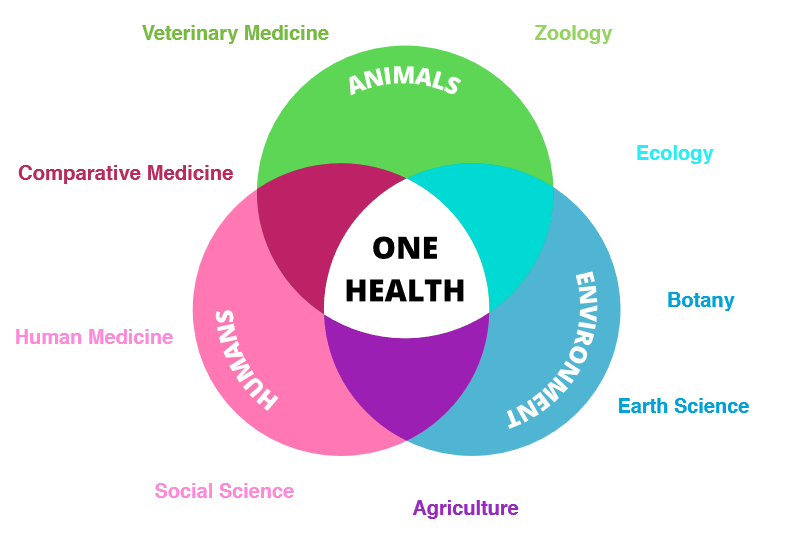 Veterinary Medicine
Zoology
ANIMALS
Ecology
Comparative Medicine
ONE
HEALTH
Botany
Human Medicine
HUMANS
ENVIRONMENT
Earth Science
Social Science
Agriculture